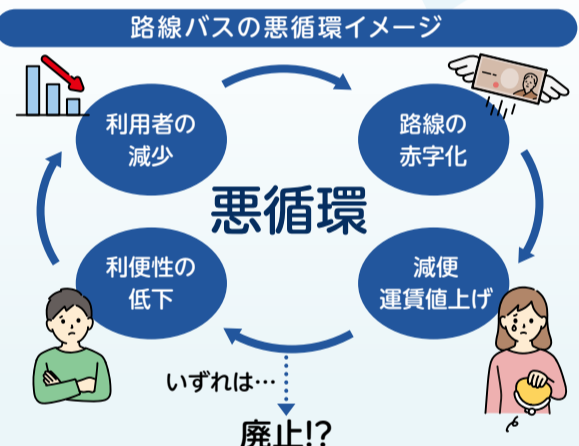 路線バスの悪循環イメージ
利用者の
減少
路線の
赤字化
悪循環
利便性の
低下
減便
運賃値上げ
いずれは…
廃止!?